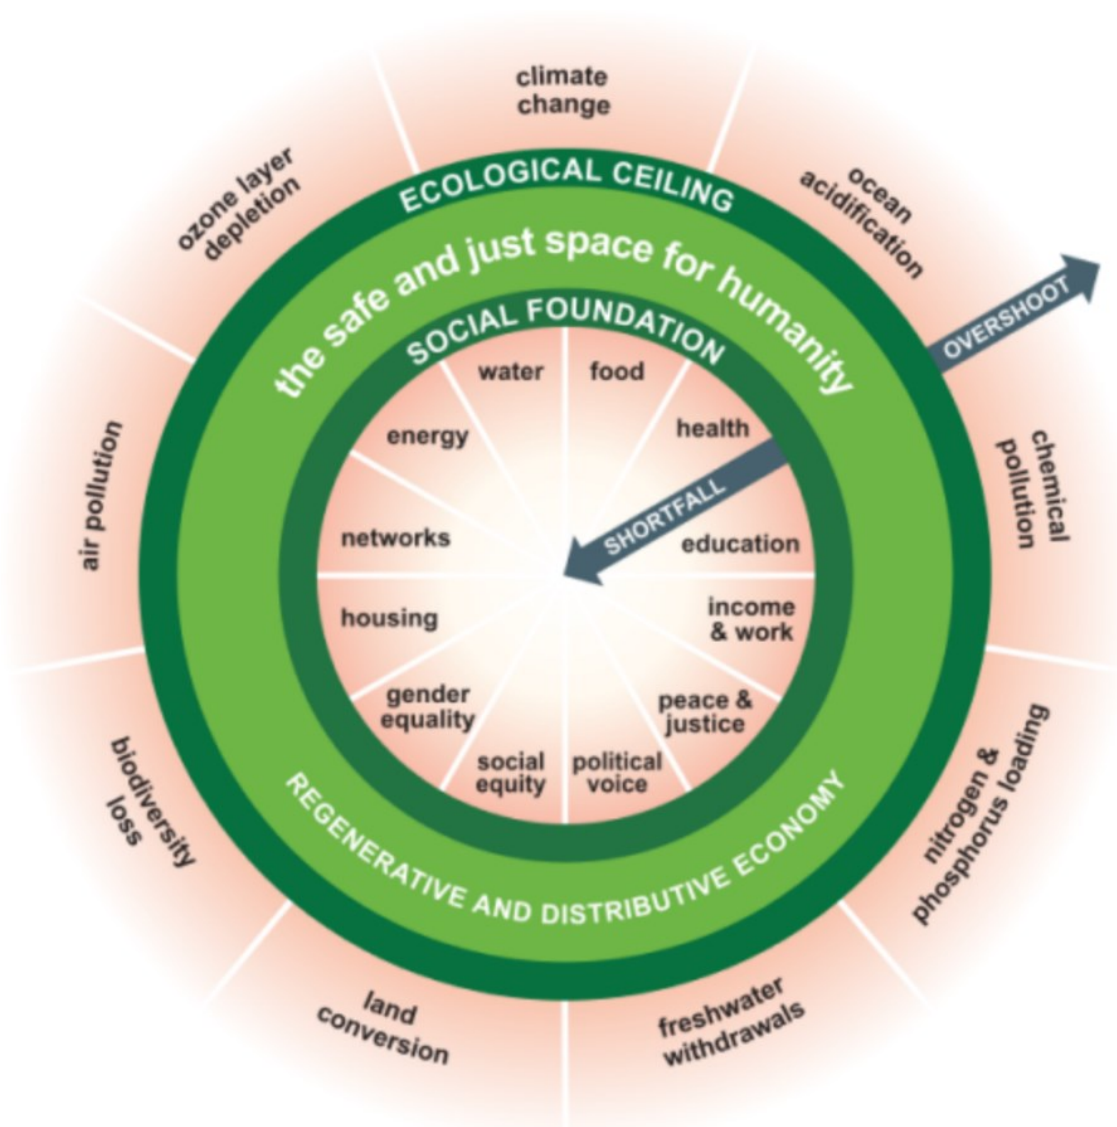 climate
change
ocean
acidification
OVERSHOOT
chemical
pollution
nitrogen &
phosphorus loading
freshwater
withdrawals
land
conversion
biodiversity
loss
air pollution
ozone layer
depletion
ECOLOGICAL CEILING
the safe and just space for humanity
SOCIAL FOUNDATION
water
food
health
SHORTFALL
education
income
& work
peace &
justice
political
voice
social
equity
gender
equality
housing
networks
energy
REGENERATIVE AND DISTRIBUTIVE ECONOMY